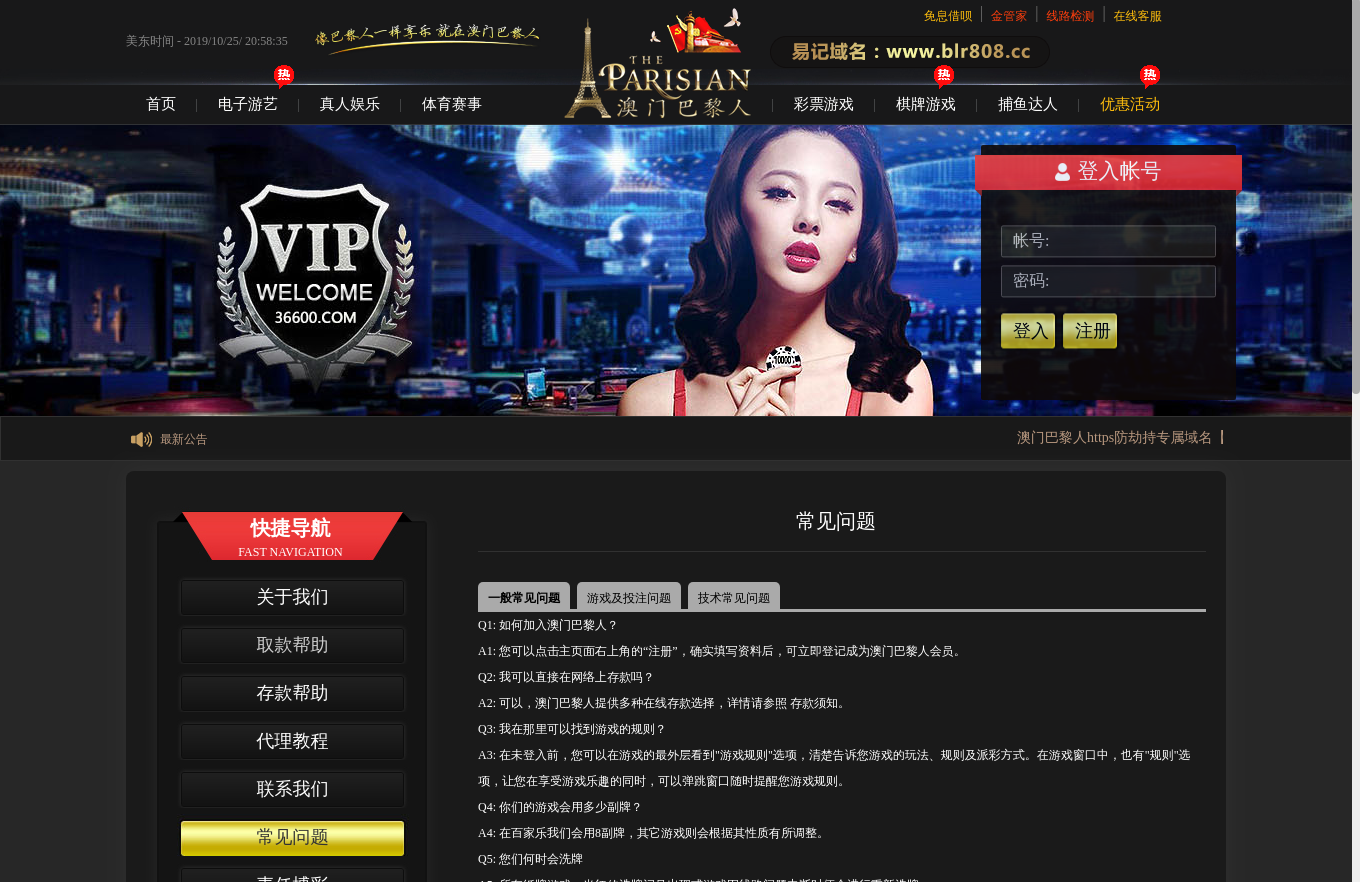 免息借呗
金管家
线路检测
在线客服
美东时间 - 2019/10/25/ 20:58:35
像巴黎人一样享乐 就在澳门巴黎人
THE
PARISIAN
澳门巴黎人
易记域名：www.blr808.cc
热
热
热
首页
电子游艺
真人娱乐
体育赛事
彩票游戏
棋牌游戏
捕鱼达人
优惠活动
VIP
WELCOME
36600.COM
10000
登入帐号
帐号:
密码:
登入
注册
最新公告
澳门巴黎人https防劫持专属域名
快捷导航
FAST NAVIGATION
关于我们
取款帮助
存款帮助
代理教程
联系我们
常见问题
责任博彩
常见问题
一般常见问题
游戏及投注问题
技术常见问题
Q1: 如何加入澳门巴黎人？
A1: 您可以点击主页面右上角的“注册”，确实填写资料后，可立即登记成为澳门巴黎人会员。
Q2: 我可以直接在网络上存款吗？
A2: 可以，澳门巴黎人提供多种在线存款选择，详情请参照 存款须知。
Q3: 我在那里可以找到游戏的规则？
A3: 在未登入前，您可以在游戏的最外层看到"游戏规则"选项，清楚告诉您游戏的玩法、规则及派彩方式。在游戏窗口中，也有"规则"选
项，让您在享受游戏乐趣的同时，可以弹跳窗口随时提醒您游戏规则。
Q4: 你们的游戏会用多少副牌？
A4: 在百家乐我们会用8副牌，其它游戏则会根据其性质有所调整。
Q5: 您们何时会洗牌